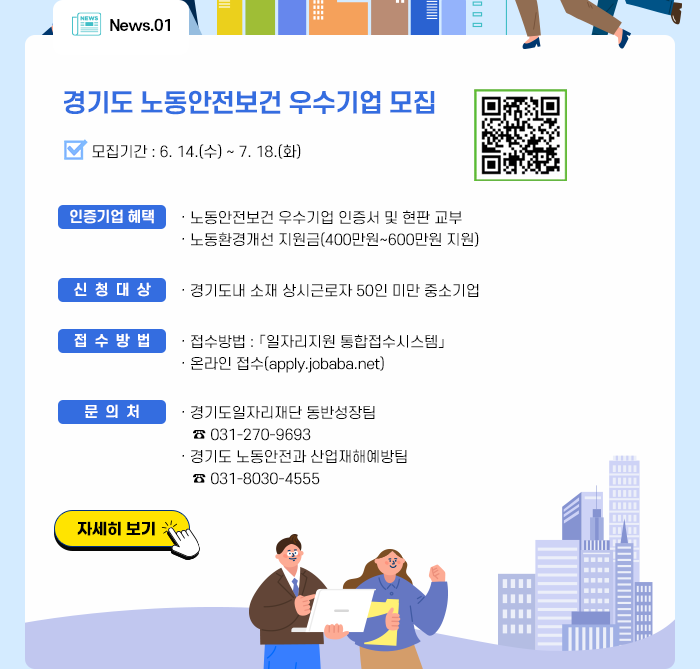 NEWS
News.01
경기도 노동안전보건 우수기업 모집
모집기간 : 6. 14.(수) ~ 7. 18.(화)
인증기업 혜택
· 노동안전보건 우수기업 인증서 및 현판 교부
· 노동환경개선 지원금(400만원~600만원 지원)
신 청 대 상
· 경기도내 소재 상시근로자 50인 미만 중소기업
접 수 방 법
· 접수방법 : 「일자리지원 통합접수시스템」
· 온라인 접수(apply.jobaba.net)
문 의 처
· 경기도일자리재단 동반성장팀
☎ 031-270-9693
· 경기도 노동안전과 산업재해예방팀
☎ 031-8030-4555
자세히 보기